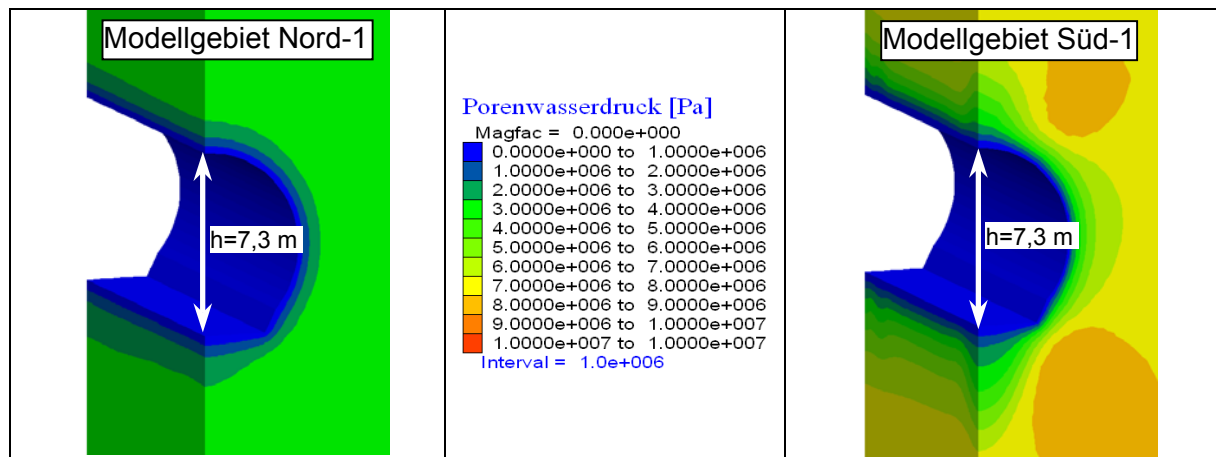 Modellgebiet Nord-1
h=7,3 m
Porenwasserdruck [Pa]
Magfac = 0.000e+000
0.0000e+000 to 1.0000e+006
1.0000e+006 to 2.0000e+006
2.0000e+006 to 3.0000e+006
3.0000e+006 to 4.0000e+006
4.0000e+006 to 5.0000e+006
5.0000e+006 to 6.0000e+006
6.0000e+006 to 7.0000e+006
7.0000e+006 to 8.0000e+006
8.0000e+006 to 9.0000e+006
9.0000e+006 to 1.0000e+007
1.0000e+007 to 1.0000e+007
Interval = 1.0e+006
Modellgebiet Süd-1
h=7,3 m